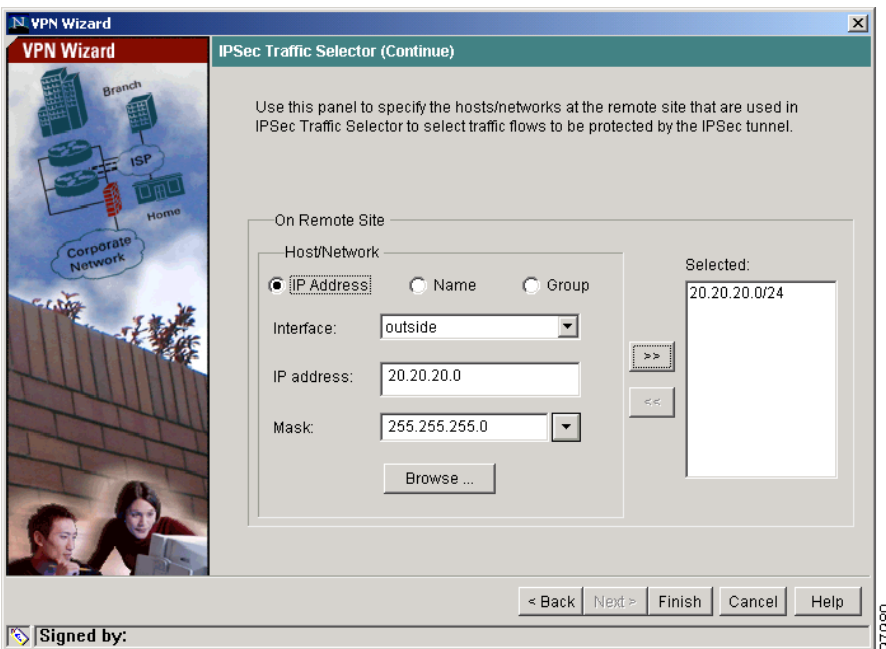 N VPN Wizard
VPN Wizard
IPSec Traffic Selector (Continue)
Branch
ISP
Home
Corporate
Network
Use this panel to specify the hosts/networks at the remote site that are used in
IPSec Traffic Selector to select traffic flows to be protected by the IPSec tunnel.
On Remote Site
Host/Network
IP Address Name Group
Interface: outside
IP address: 20.20.20.0
Mask: 255.255.255.0
Browse ...
>>
<<
Selected:
20.20.20.0/24
< Back Next > Finish Cancel Help
Signed by: